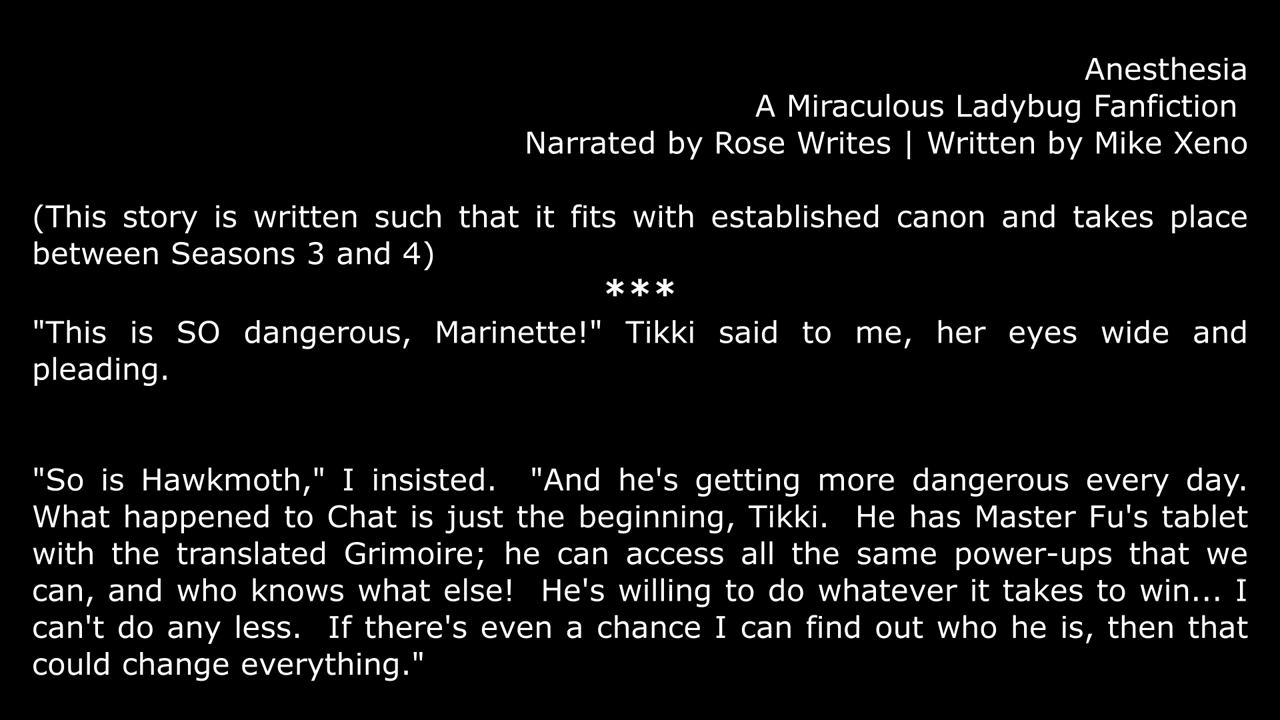 Anesthesia
A Miraculous Ladybug Fanfiction
Narrated by Rose Writes | Written by Mike Xeno
(This story is written such that it fits with established canon and takes place
between Seasons 3 and 4)
***
"This is SO dangerous, Marinette!" Tikki said to me, her eyes wide and
pleading.
"So is Hawkmoth," I insisted.  "And he's getting more dangerous every day.
What happened to Chat is just the beginning, Tikki.  He has Master Fu's tablet
with the translated Grimoire; he can access all the same power-ups that we
can, and who knows what else!  He's willing to do whatever it takes to win... I
can't do any less.  If there's even a chance I can find out who he is, then that
could change everything."